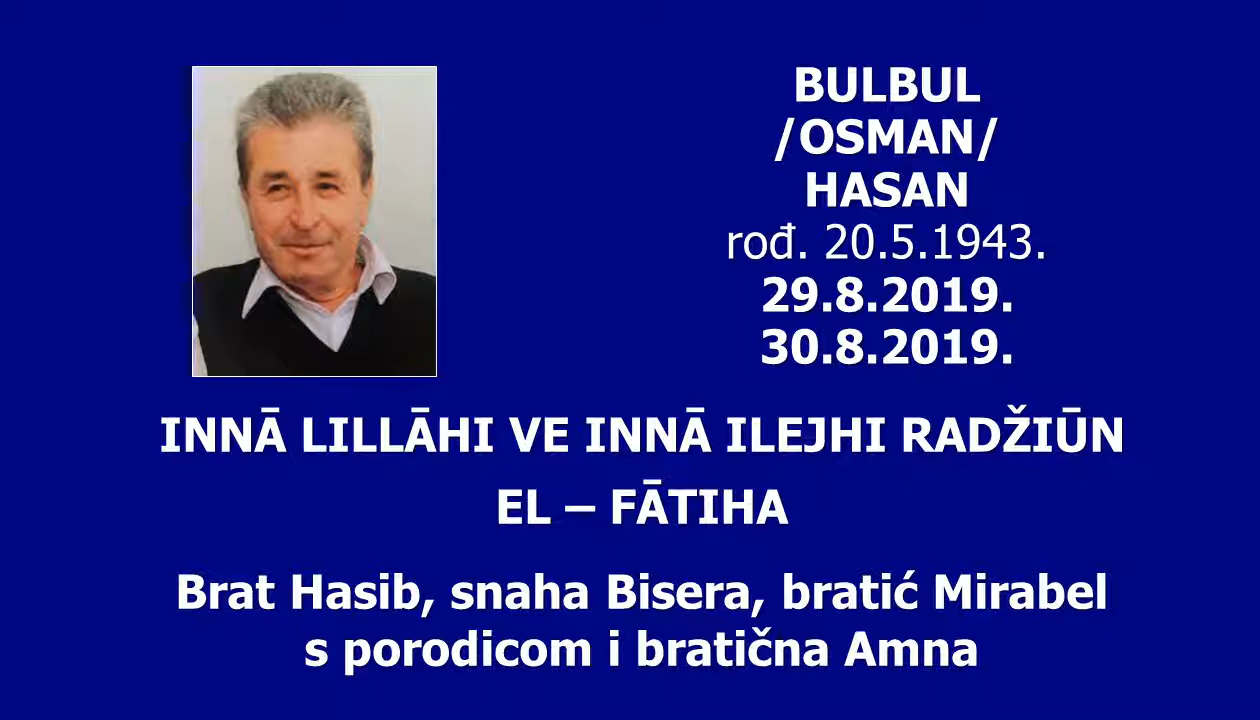 BULBUL
/OSMAN/
HASAN
rođ. 20.5.1943.
29.8.2019.
30.8.2019.
INNĀ LILLĀHI VE INNĀ ILEJHI RADŽIŪN
EL – FĀTIHA
Brat Hasib, snaha Bisera, bratić Mirabel
s porodicom i bratična Amna